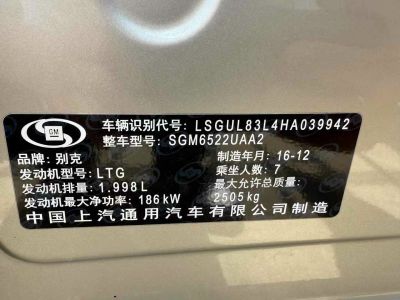 GM
车辆识别代号: LSGUL83L4HA039942
整车型号: SGM6522UAA2
品牌: 别克
制造年月: 16-12
发动机型号: LTG
乘坐人数: 7
发动机排量: 1.998L
最大允许总质量:
发动机最大净功率: 186kW
2505kg
中国上汽通用汽车有限公司制造